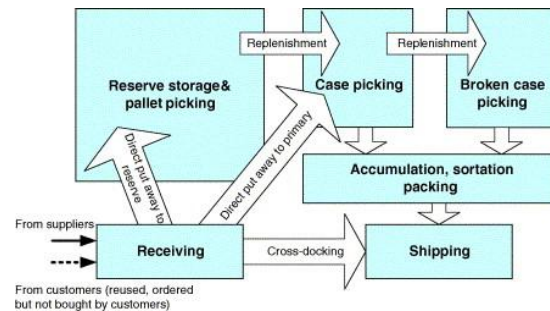 Replenishment
Replenishment
Reserve storage&
pallet picking
Case picking
Broken case
picking
Direct put away to
reserve
Direct put away to primary
Accumulation, sortation
packing
From suppliers
Receiving
Cross-docking
Shipping
From customers (reused, ordered
but not bought by customers)